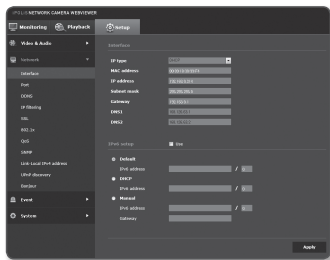 iPOLiS NETWORK CAMERA WEBVIEWER
Monitoring
Playback
Setup
Video & Audio
Network
Interface
Port
DDNS
IP filtering
SSL
802.1x
QoS
SNMP
Link-Local IPv4 address
UPnP discovery
Bonjour
Event
System
Interface
IP type
MAC address
IP address
Subnet mask
Gateway
DNS1
DNS2
IPv6 setup
Use
Default
IPv6 address /
DHCP
IPv6 address /
Manual
IPv6 address /
Gateway
Apply